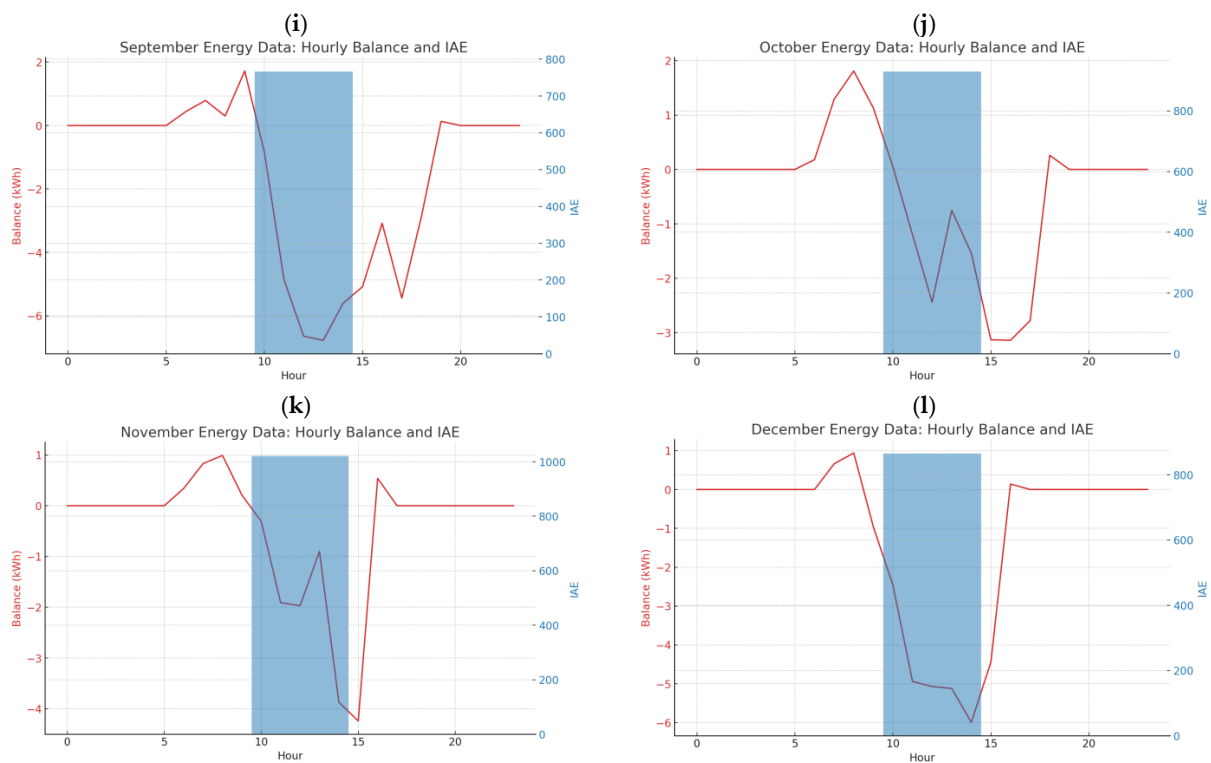 (i)
September Energy Data: Hourly Balance and IAE
2
0
−2
−4
−6
Balance (kWh)
800
700
600
500
400
300
200
100
0
IAE
0 5 10 15 20
Hour
(j)
October Energy Data: Hourly Balance and IAE
2
1
0
−1
−2
−3
Balance (kWh)
800
600
400
200
0
IAE
0 5 10 15 20
Hour
(k)
November Energy Data: Hourly Balance and IAE
1
0
−1
−2
−3
−4
Balance (kWh)
1000
800
600
400
200
0
IAE
0 5 10 15 20
Hour
(l)
December Energy Data: Hourly Balance and IAE
1
0
−1
−2
−3
−4
−5
−6
Balance (kWh)
800
600
400
200
0
IAE
0 5 10 15 20
Hour